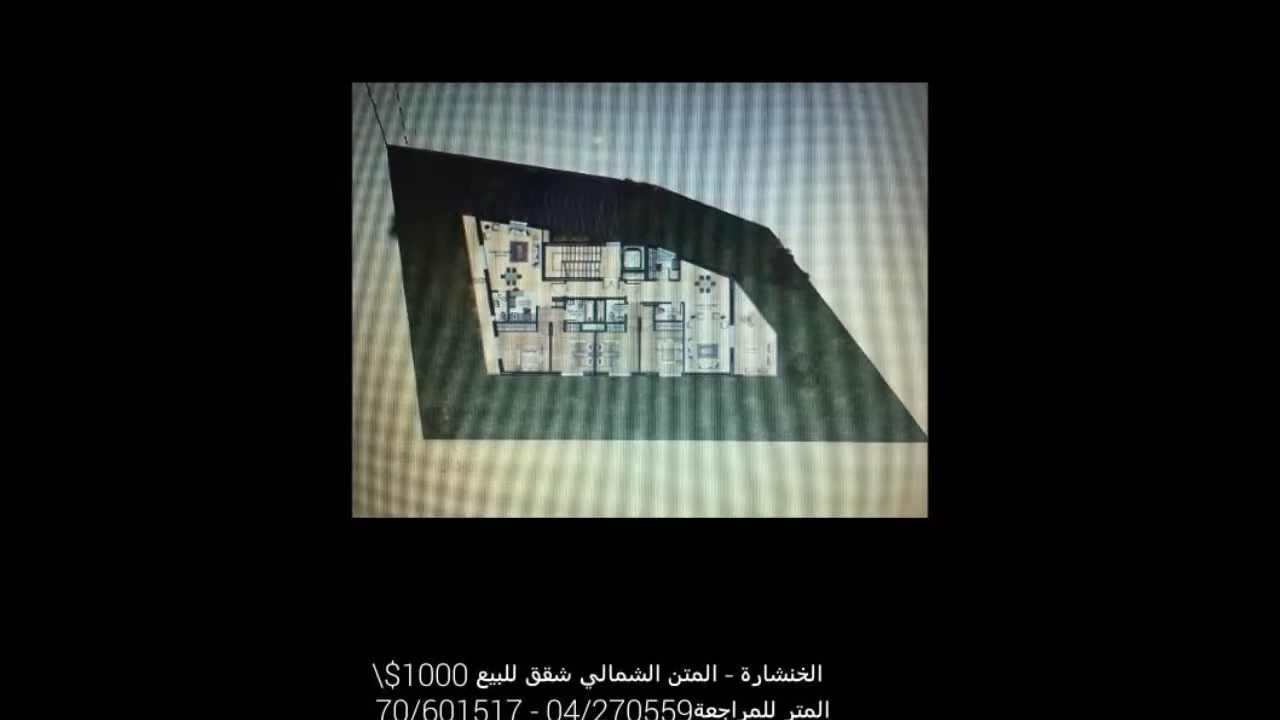 الخنشارة - المتن الشمالي شقق للبيع 1000$\
المتر للمراجعة04/270559 - 70/601517